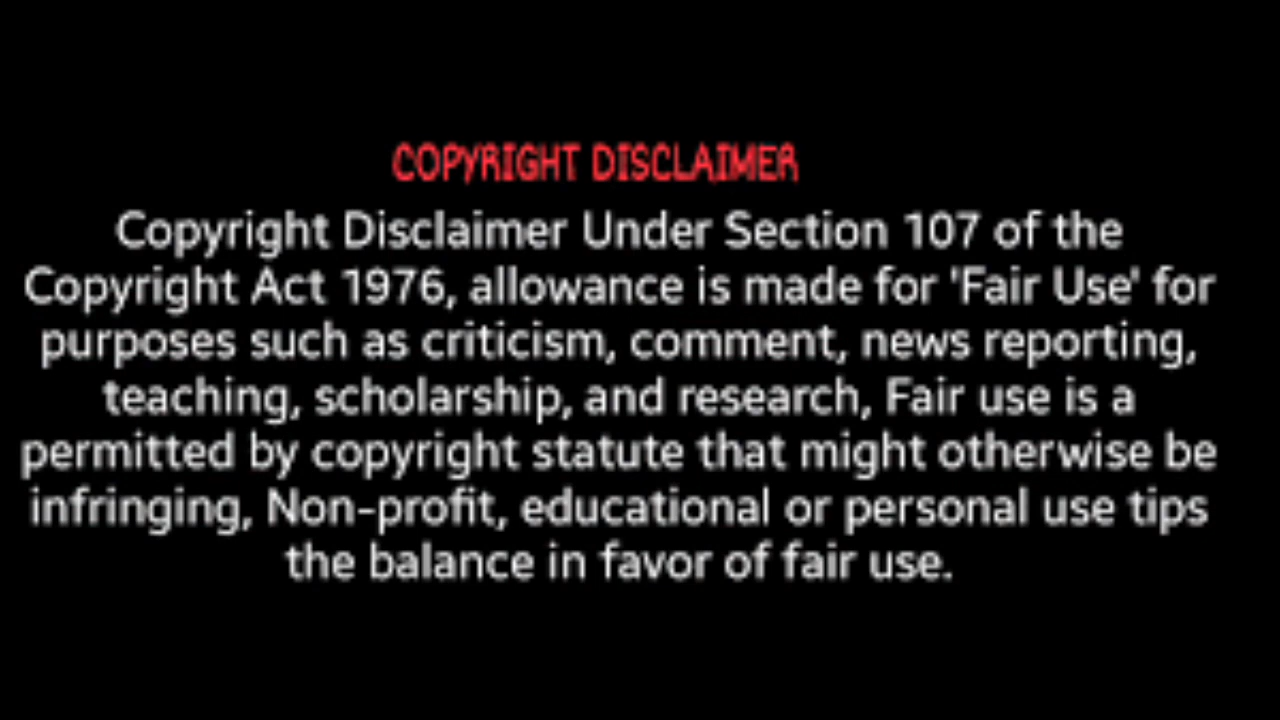 COPYRIGHT DISCLAIMER
Copyright Disclaimer Under Section 107 of the
Copyright Act 1976, allowance is made for 'Fair Use' for
purposes such as criticism, comment, news reporting,
teaching, scholarship, and research, Fair use is a
permitted by copyright statute that might otherwise be
infringing, Non-profit, educational or personal use tips
the balance in favor of fair use.